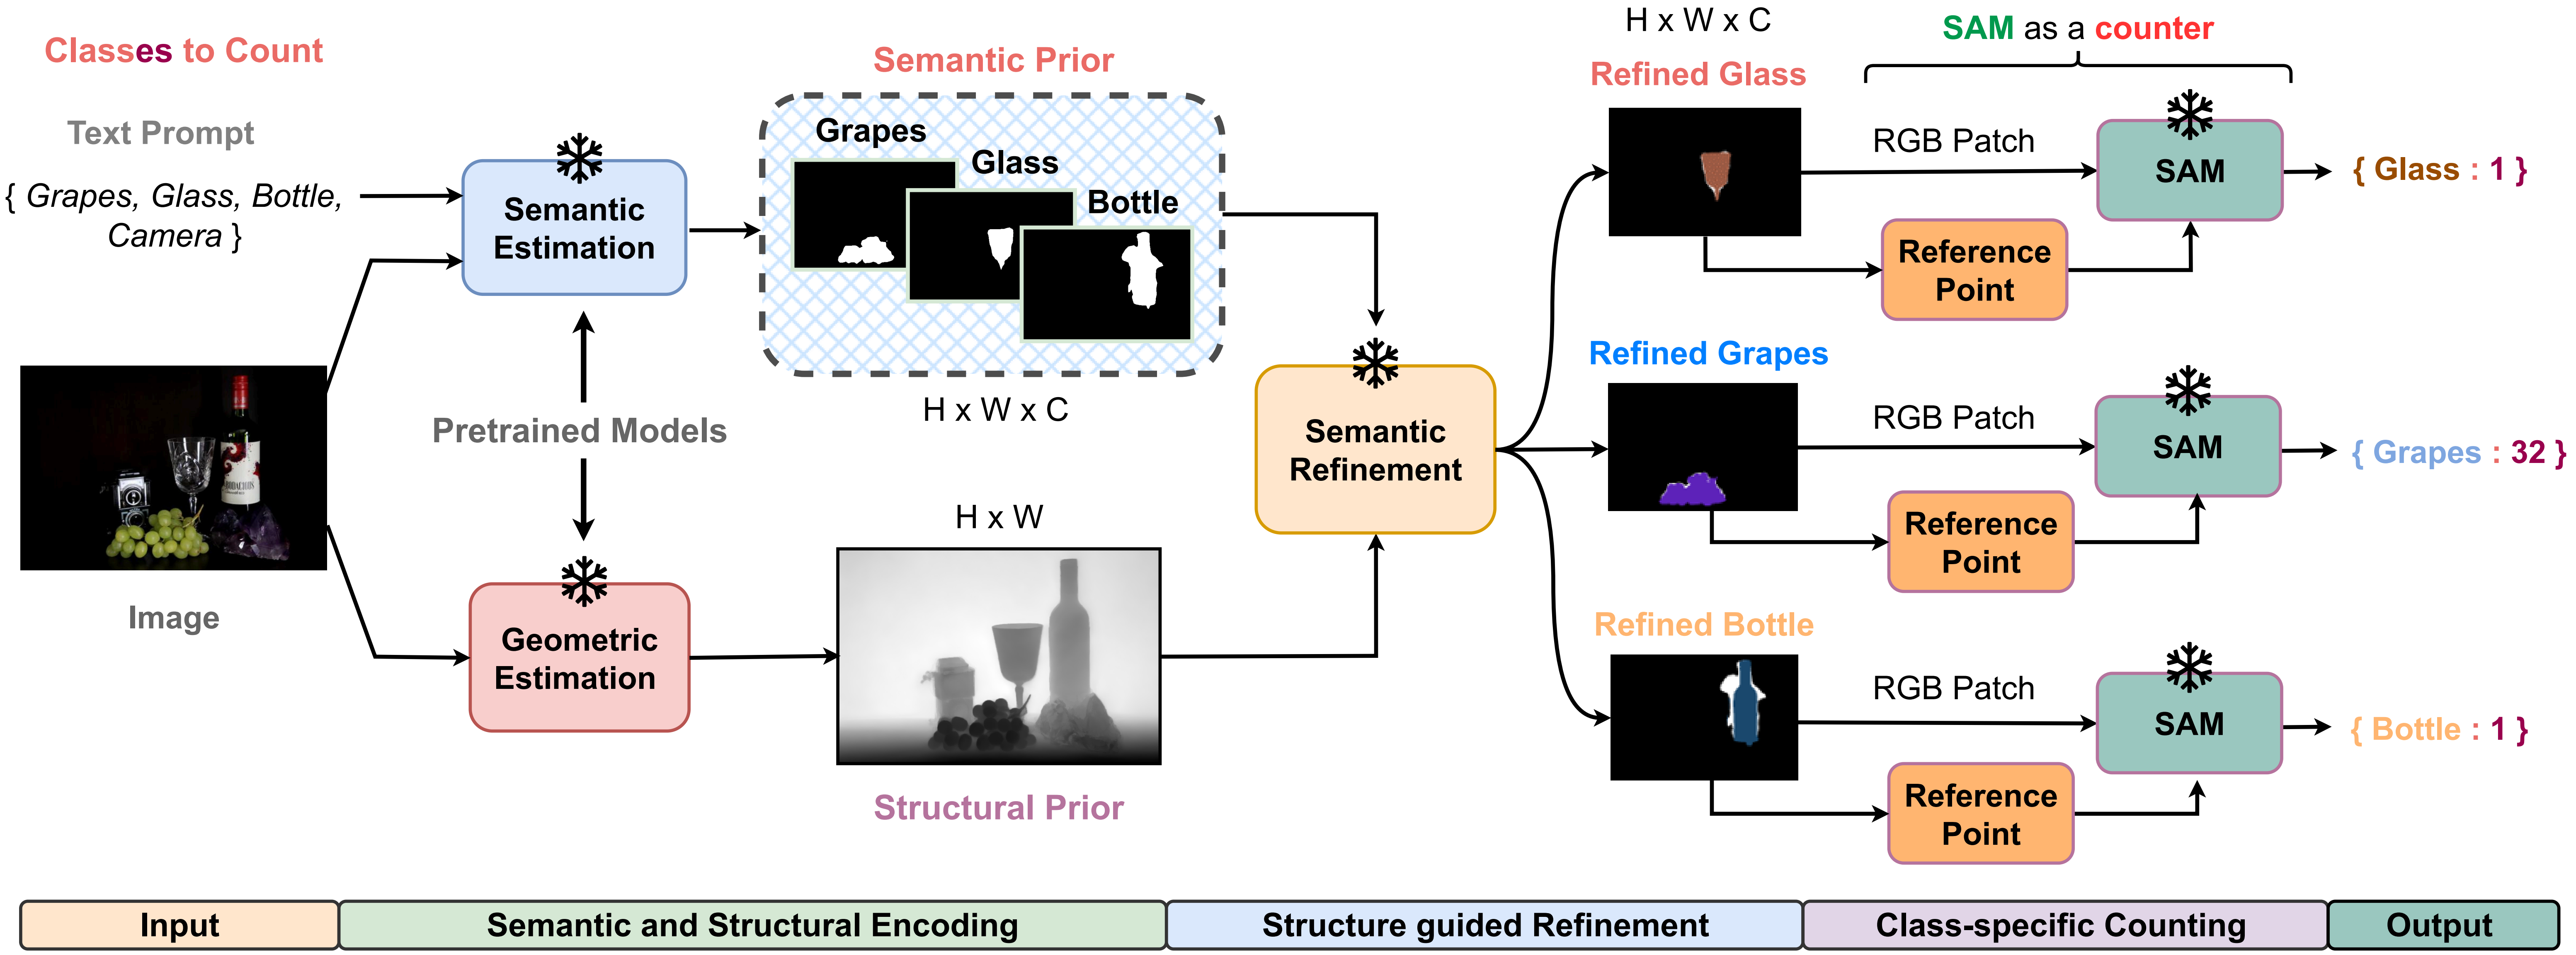 Classes to Count
Text Prompt
{ Grapes, Glass, Bottle,
Camera }
Image
Semantic
Estimation
Pretrained Models
Geometric
Estimation
Semantic Prior
Grapes
Glass
Bottle
H x W x C
H x W
Structural Prior
Semantic
Refinement
H x W x C
Refined Glass
SAM as a counter
RGB Patch
SAM
Reference
Point
{ Glass : 1 }
Refined Grapes
RGB Patch
SAM
Reference
Point
{ Grapes : 32 }
Refined Bottle
RGB Patch
SAM
Reference
Point
{ Bottle : 1 }
Input
Semantic and Structural Encoding
Structure guided Refinement
Class-specific Counting
Output